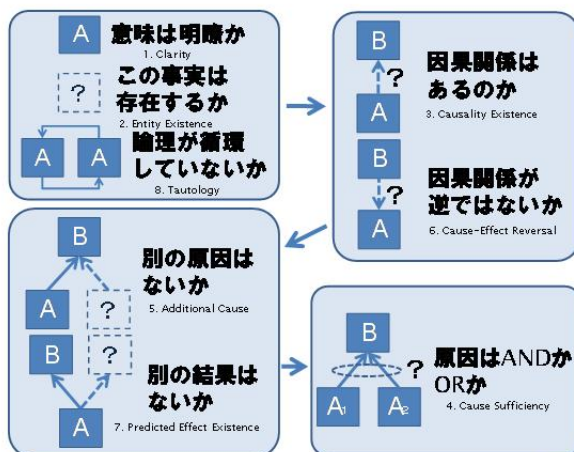 A
意味は明瞭か
1. Clarity
?
この事実は
存在するか
2. Entity Existence
A
A
論理が循環
していないか
8. Tautology
B
?
A
因果関係は
あるのか
3. Causality Existence
B
?
A
因果関係が
逆ではないか
6. Cause-Effect Reversal
B
A
?
別の原因は
ないか
5. Additional Cause
B
?
A
別の結果は
ないか
7. Predicted Effect Existence
B
?
A1
A2
原因はANDか
ORか
4. Cause Sufficiency